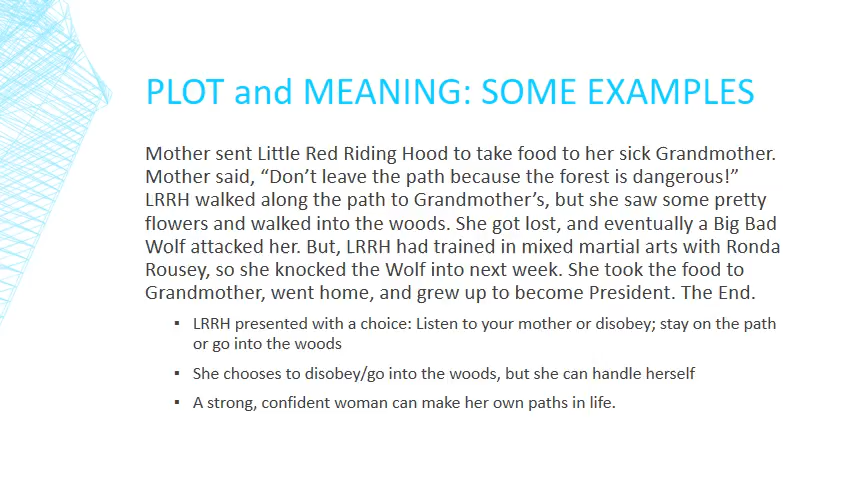 PLOT and MEANING: SOME EXAMPLES
Mother sent Little Red Riding Hood to take food to her sick Grandmother.
Mother said, “Don’t leave the path because the forest is dangerous!”
LRRH walked along the path to Grandmother’s, but she saw some pretty
flowers and walked into the woods. She got lost, and eventually a Big Bad
Wolf attacked her. But, LRRH had trained in mixed martial arts with Ronda
Rousey, so she knocked the Wolf into next week. She took the food to
Grandmother, went home, and grew up to become President. The End.
▪ LRRH presented with a choice: Listen to your mother or disobey; stay on the path
or go into the woods
▪ She chooses to disobey/go into the woods, but she can handle herself
▪ A strong, confident woman can make her own paths in life.